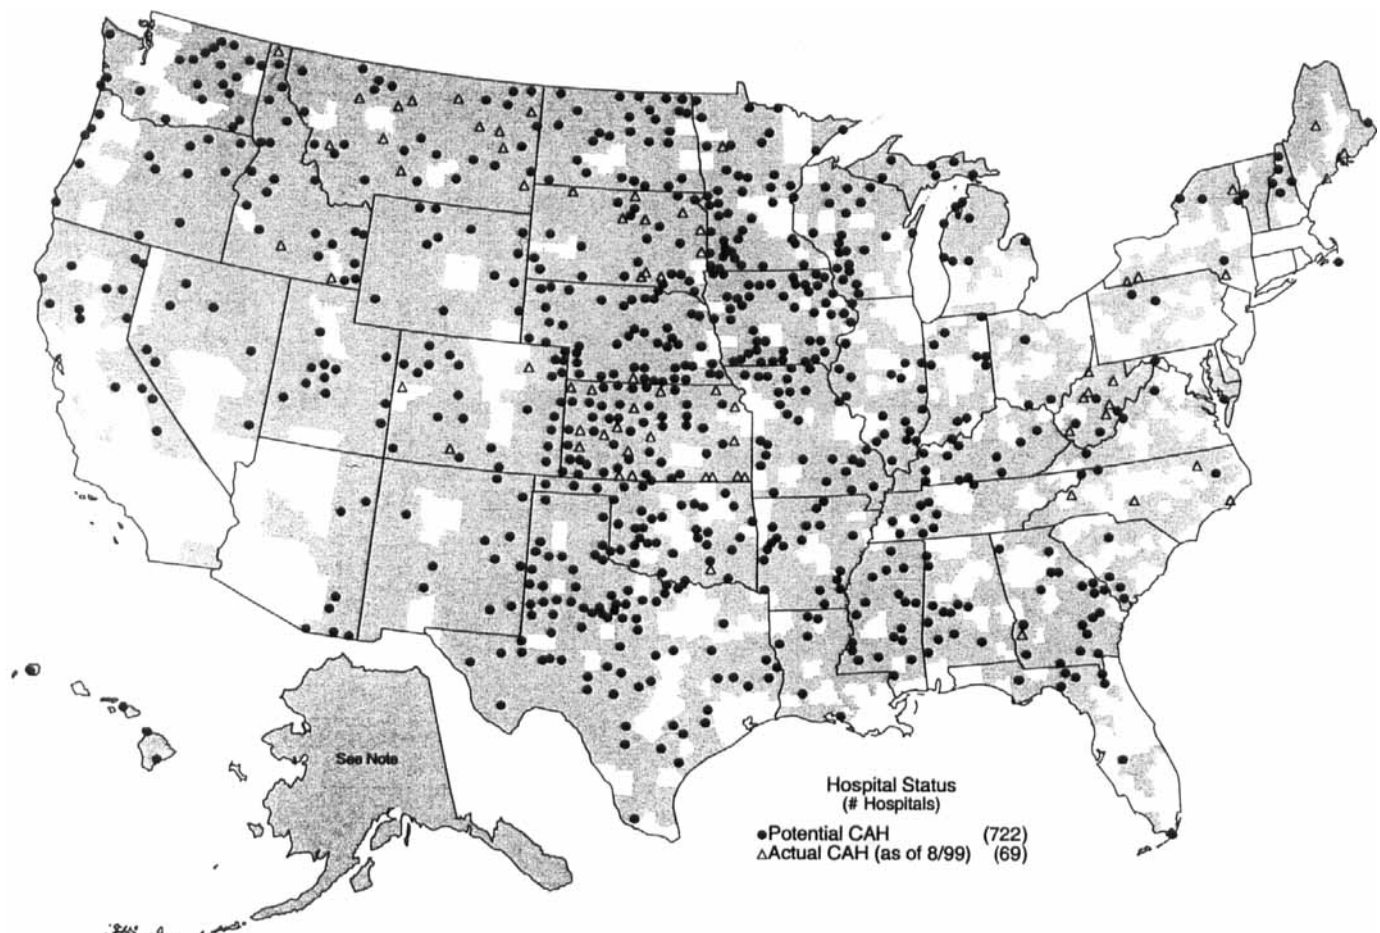 See Note
Hospital Status
(# Hospitals)
●Potential CAH (722)
△Actual CAH (as of 8/99) (69)